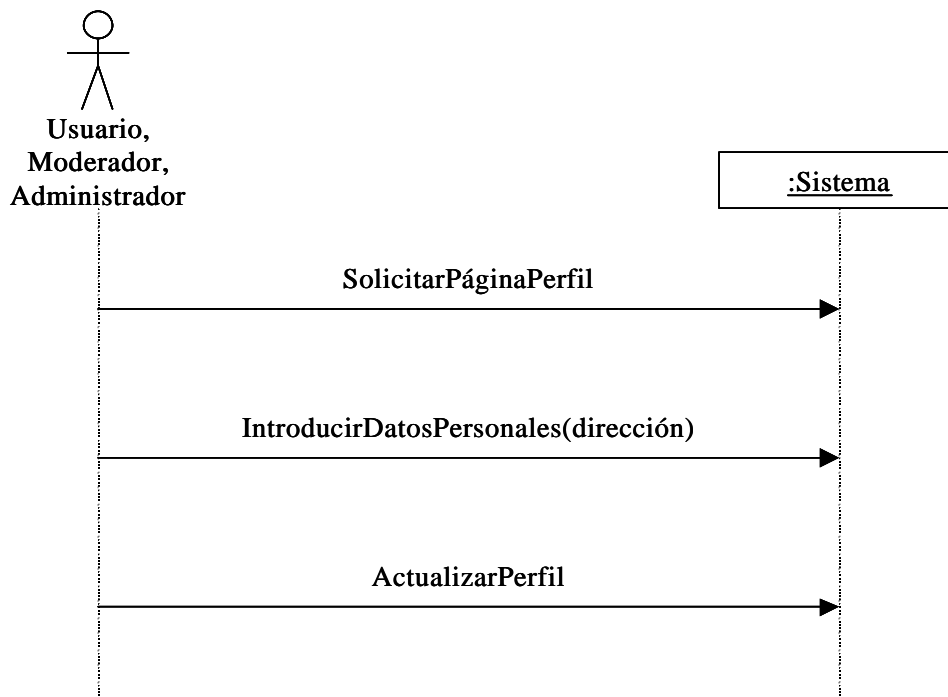 Usuario,
Moderador,
Administrador
:Sistema
SolicitarPáginaPerfil
IntroducirDatosPersonales(dirección)
ActualizarPerfil